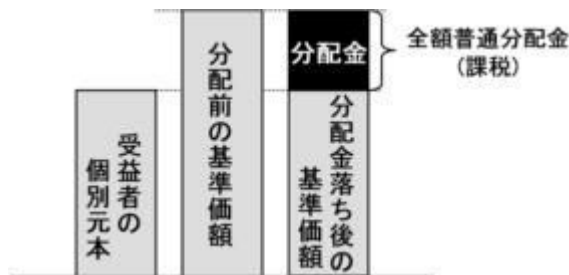 受益者の
個別元本
分配前の基準価額
分配金
分配金落ち後の
基準価額
全額普通分配金
(課税)